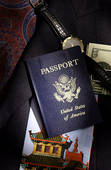 PASSPORT
United States
of America